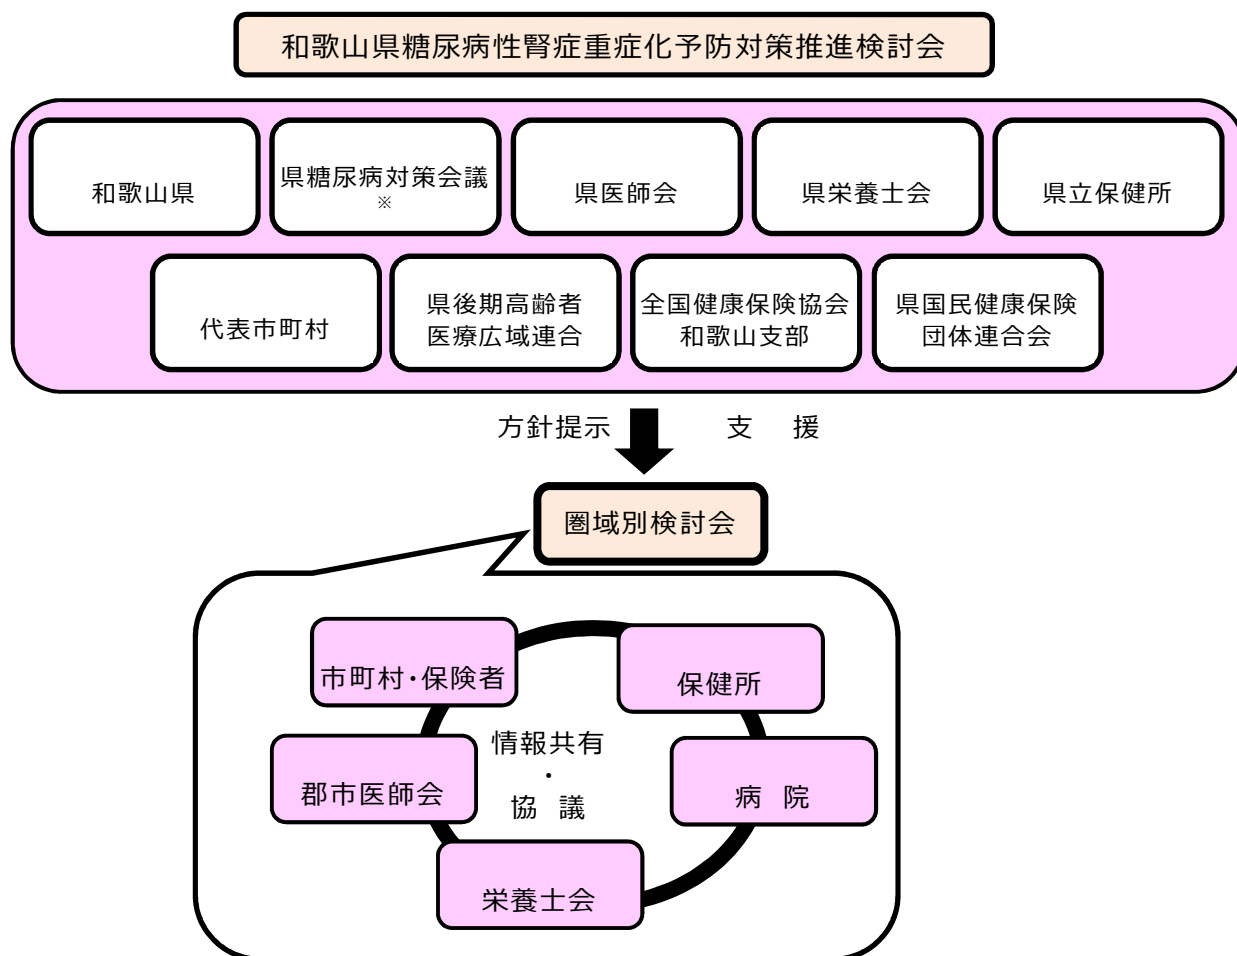 和歌山県糖尿病性腎症重症化予防対策推進検討会
和歌山県
県糖尿病対策会議
※
県医師会
県栄養士会
県立保健所
代表市町村
県後期高齢者
医療広域連合
全国健康保険協会
和歌山支部
県国民健康保険
団体連合会
方針提示
支　援
圏域別検討会
市町村・保険者
保健所
情報共有
・
協　議
郡市医師会
病　院
栄養士会